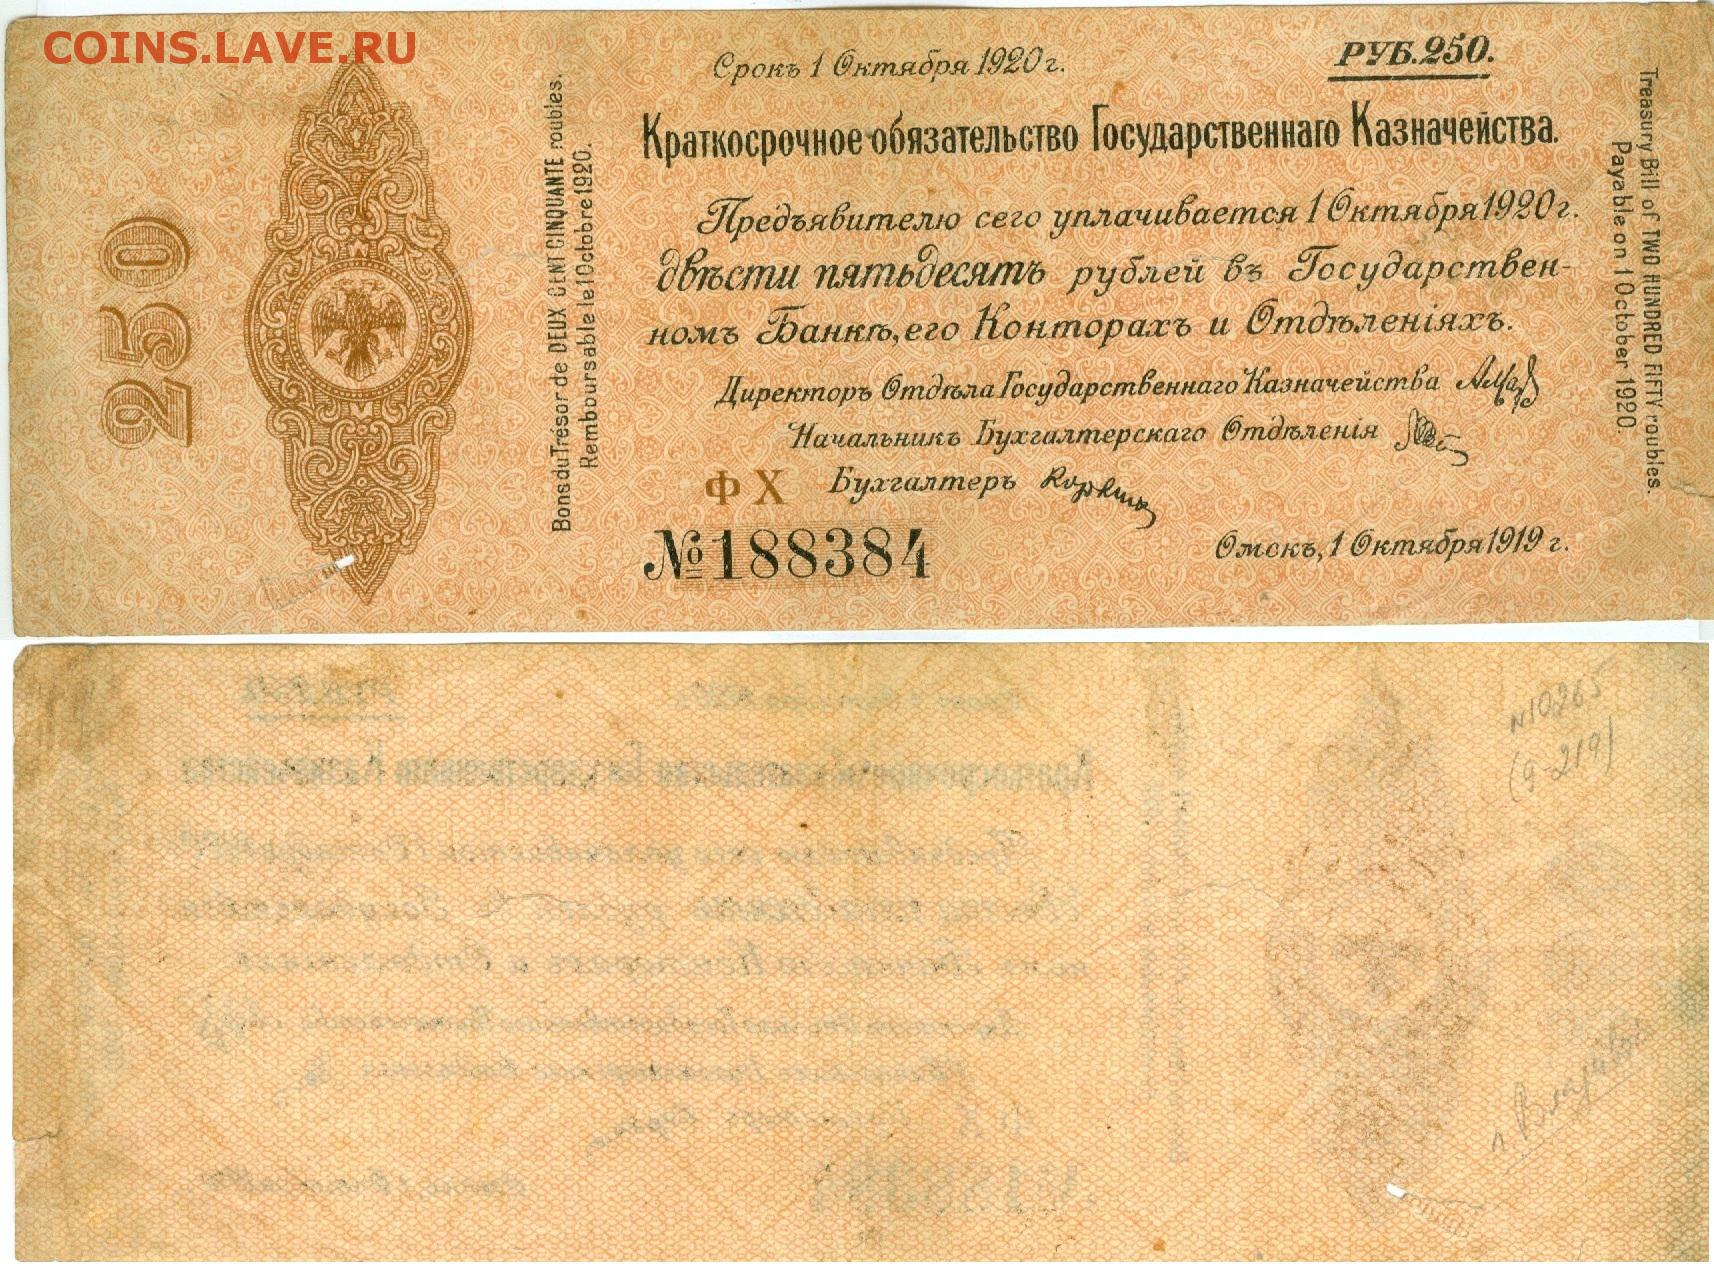 COINS.LAVE.RU
Срокъ 1 Октября 1920 г.
РУБ. 250.
Краткосрочное обязательство Государственнаго Казначейства.
Предъявителю сего уплачивается 1 Октября 1920 г.
двѣсти пятьдесятъ рублей въ Государствен-
номъ Банкѣ, его Конторахъ и Отдѣленіяхъ.
Директоръ Отдѣла Государственнаго Казначейства
Начальникъ Бухгалтерскаго Отдѣленія
ФХ Бухгалтеръ
№ 188384
Омскъ, 1 Октября 1919 г.
250
Bons du Trésor de DEUX CENT CINQUANTE roubles.
Remboursable le 1 Octobre 1920.
Treasury Bill of TWO HUNDRED FIFTY roubles.
Payable on 1 October 1920.
N10265
(9-219)